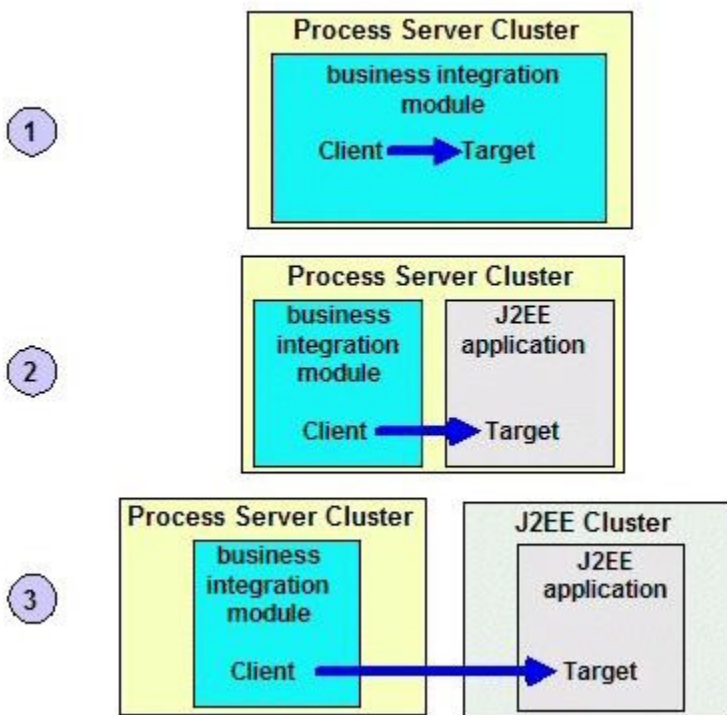 Process Server Cluster
business integration
module
1
Client Target
Process Server Cluster
business
integration
module
J2EE
application
2
Client Target
Process Server Cluster
business
integration
module
J2EE Cluster
J2EE
application
3
Client Target